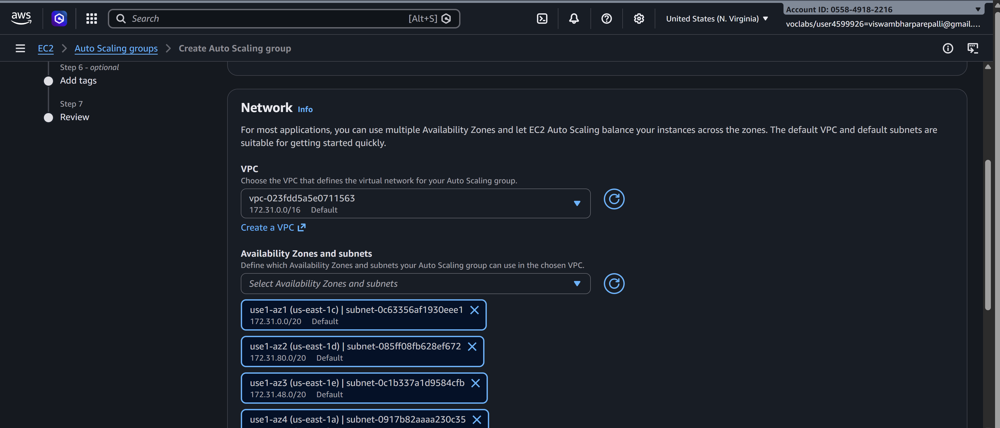 aws
Search [Alt+S]
United States (N. Virginia)
Account ID: 0558-4918-2216
voclabs/user4599926=viswambharparepalli@gmail....
EC2 > Auto Scaling groups > Create Auto Scaling group
Step 6 - optional
Add tags
Step 7
Review
Network Info
For most applications, you can use multiple Availability Zones and let EC2 Auto Scaling balance your instances across the zones. The default VPC and default subnets are
suitable for getting started quickly.
VPC
Choose the VPC that defines the virtual network for your Auto Scaling group.
vpc-023fdd5a5e0711563
172.31.0.0/16 Default
Create a VPC
Availability Zones and subnets
Define which Availability Zones and subnets your Auto Scaling group can use in the chosen VPC.
Select Availability Zones and subnets
use1-az1 (us-east-1c) | subnet-0c63356af1930eee1
172.31.0.0/20 Default
use1-az2 (us-east-1d) | subnet-085ff08fb628ef672
172.31.80.0/20 Default
use1-az3 (us-east-1e) | subnet-0c1b337a1d9584cfb
172.31.48.0/20 Default
use1-az4 (us-east-1a) | subnet-0917b82aaaa230c35